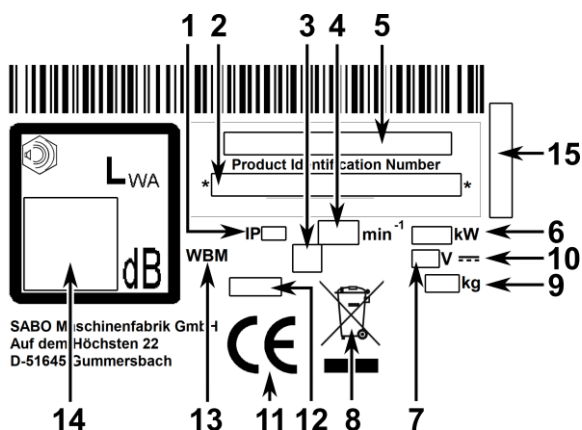 1 2 3 4 5
15
L WA
dB
Product Identification Number
* *
IP min -1 kW 6
WBM V 10
kg 9
SABO Maschinenfabrik GmbH
Auf dem Höchsten 22
D-51645 Gummersbach
CE
14 13 11 12 8 7